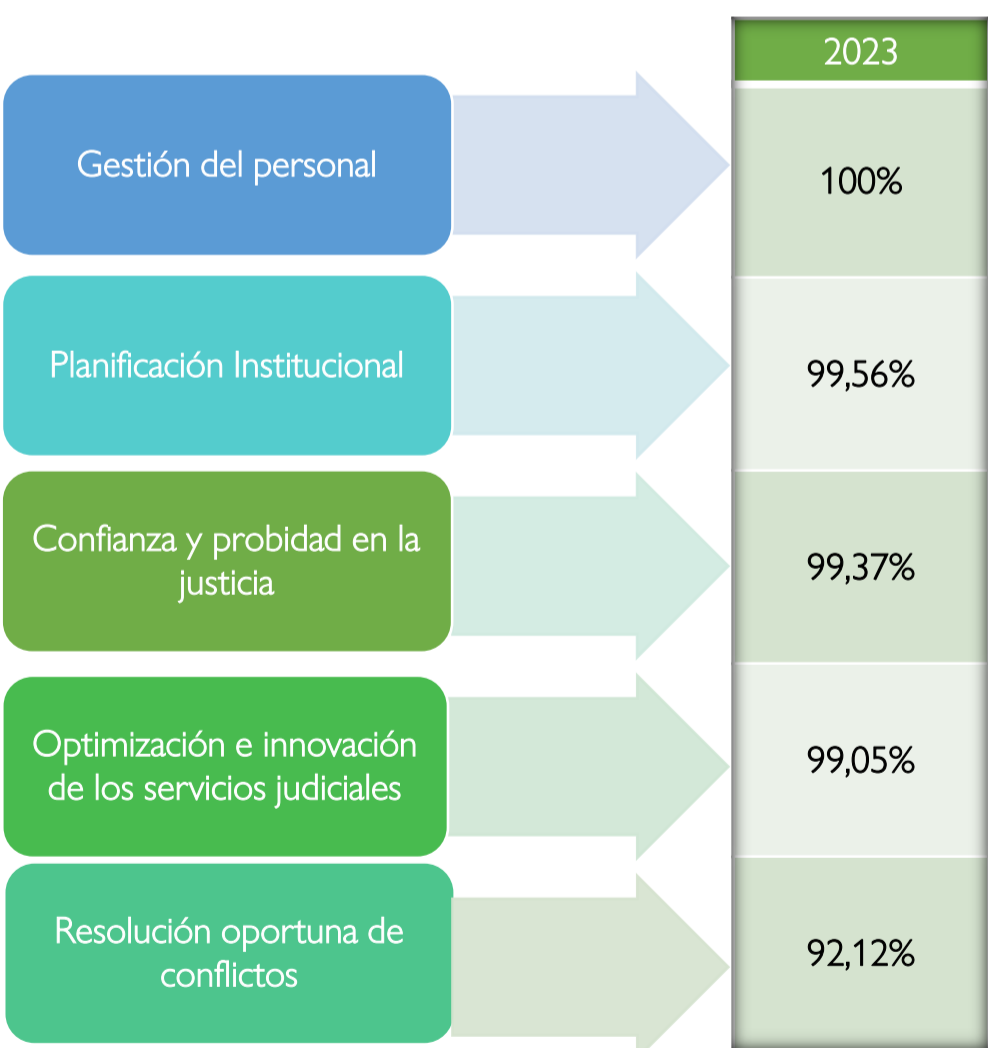 2023
Gestión del personal
100%
Planificación Institucional
99,56%
Confianza y probidad en la
justicia
99,37%
Optimización e innovación
de los servicios judiciales
99,05%
Resolución oportuna de
conflictos
92,12%